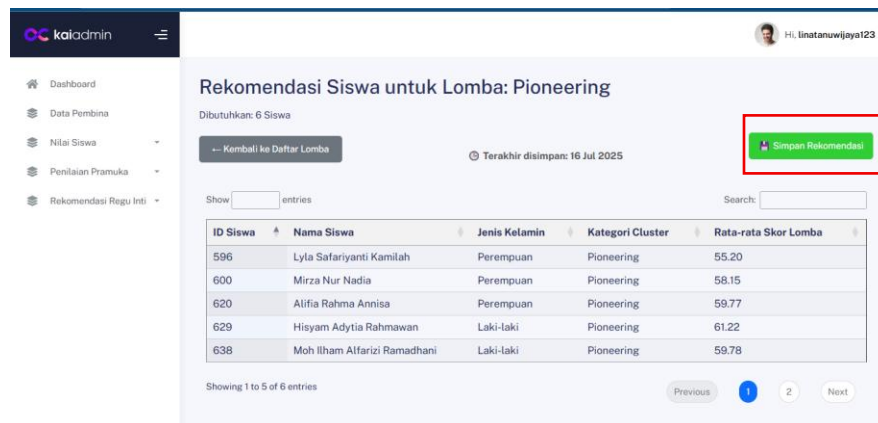 kaiadmin
Hi, linatanuwijaya123
Dashboard
Data Pembina
Nilai Siswa
Penilaian Pramuka
Rekomendasi Regu Inti
Rekomendasi Siswa untuk Lomba: Pioneering
Dibutuhkan: 6 Siswa
← Kembali ke Daftar Lomba
Terakhir disimpan: 16 Jul 2025
Simpan Rekomendasi
Show entries
Search:
ID Siswa Nama Siswa Jenis Kelamin Kategori Cluster Rata-rata Skor Lomba
596 Lyla Safariyanti Kamilah Perempuan Pioneering 55.20
600 Mirza Nur Nadia Perempuan Pioneering 58.15
620 Alifia Rahma Annisa Perempuan Pioneering 59.77
629 Hisyam Adytia Rahmawan Laki-laki Pioneering 61.22
638 Moh Ilham Alfarizi Ramadhani Laki-laki Pioneering 59.78
Showing 1 to 5 of 6 entries
Previous 1 2 Next